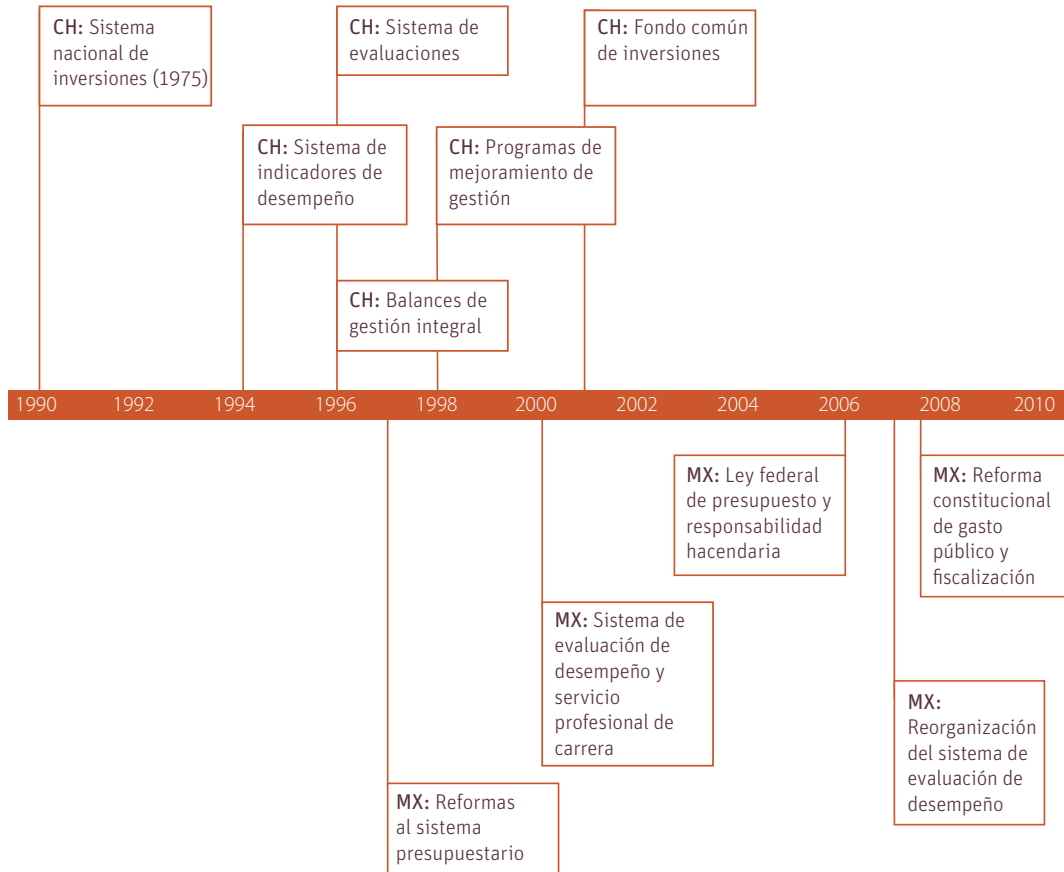 CH: Sistema
nacional de
inversiones (1975)
CH: Sistema de
evaluaciones
CH: Fondo común
de inversiones
CH: Sistema de
indicadores de
desempeño
CH: Programas de
mejoramiento de
gestión
CH: Balances de
gestión integral
1990 1992 1994 1996 1998 2000 2002 2004 2006 2008 2010
MX: Ley federal
de presupuesto y
responsabilidad
hacendaria
MX: Reforma
constitucional
de gasto
público y
fiscalización
MX: Sistema de
evaluación de
desempeño y
servicio
profesional de
carrera
MX:
Reorganización
del sistema de
evaluación de
desempeño
MX: Reformas
al sistema
presupuestario